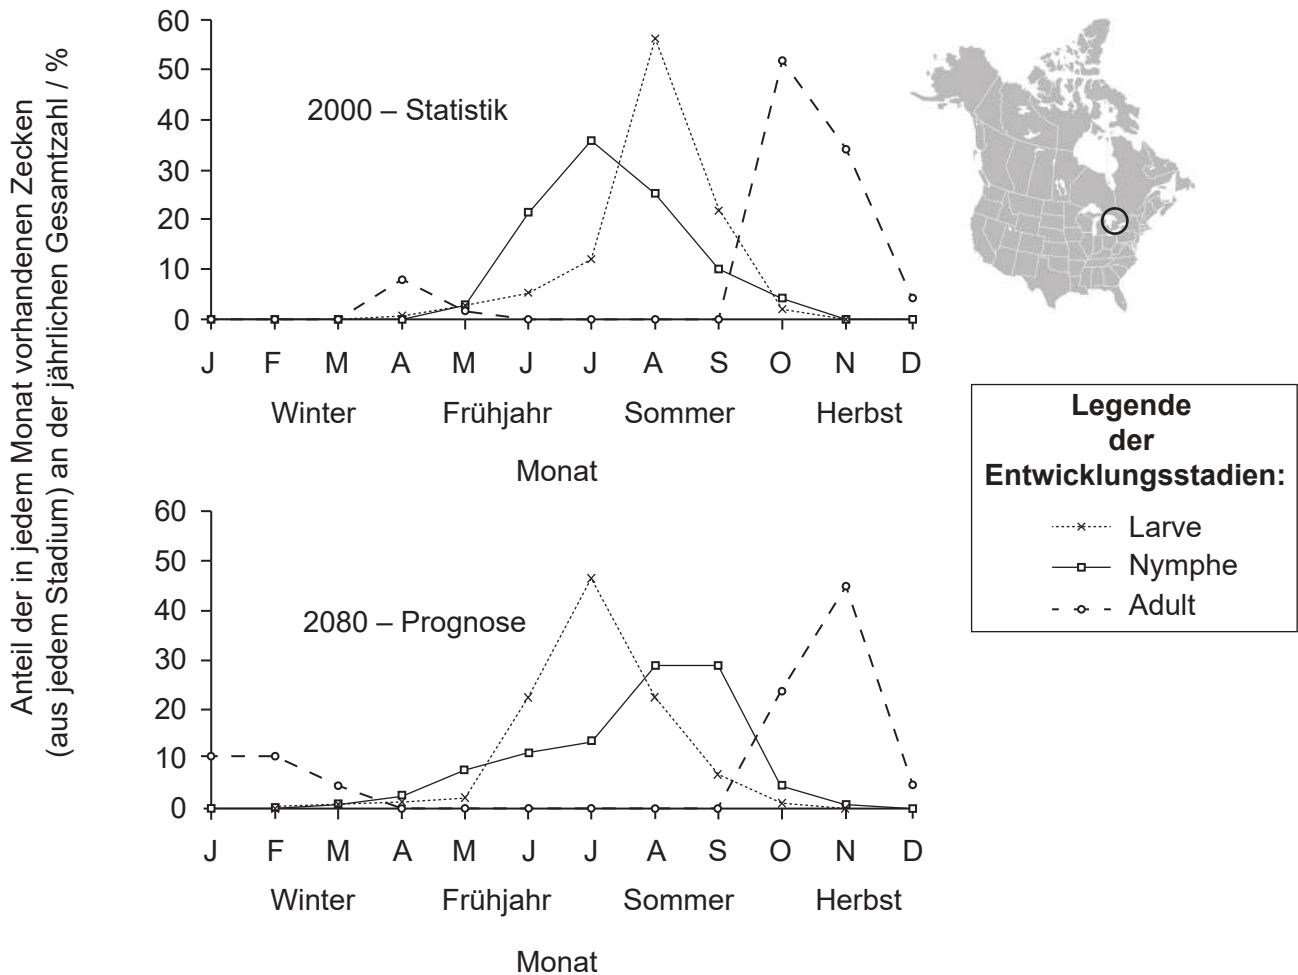 Anteil der in jedem Monat vorhandenen Zecken
(aus jedem Stadium) an der jährlichen Gesamtzahl / %
60
50
40
30
20
10
0
2000 – Statistik
J F M A M J J A S O N D
Winter Frühjahr Sommer Herbst
Monat
60
50
40
30
20
10
0
2080 – Prognose
J F M A M J J A S O N D
Winter Frühjahr Sommer Herbst
Monat
Legende
der
Entwicklungsstadien:
Larve
Nymphe
Adult